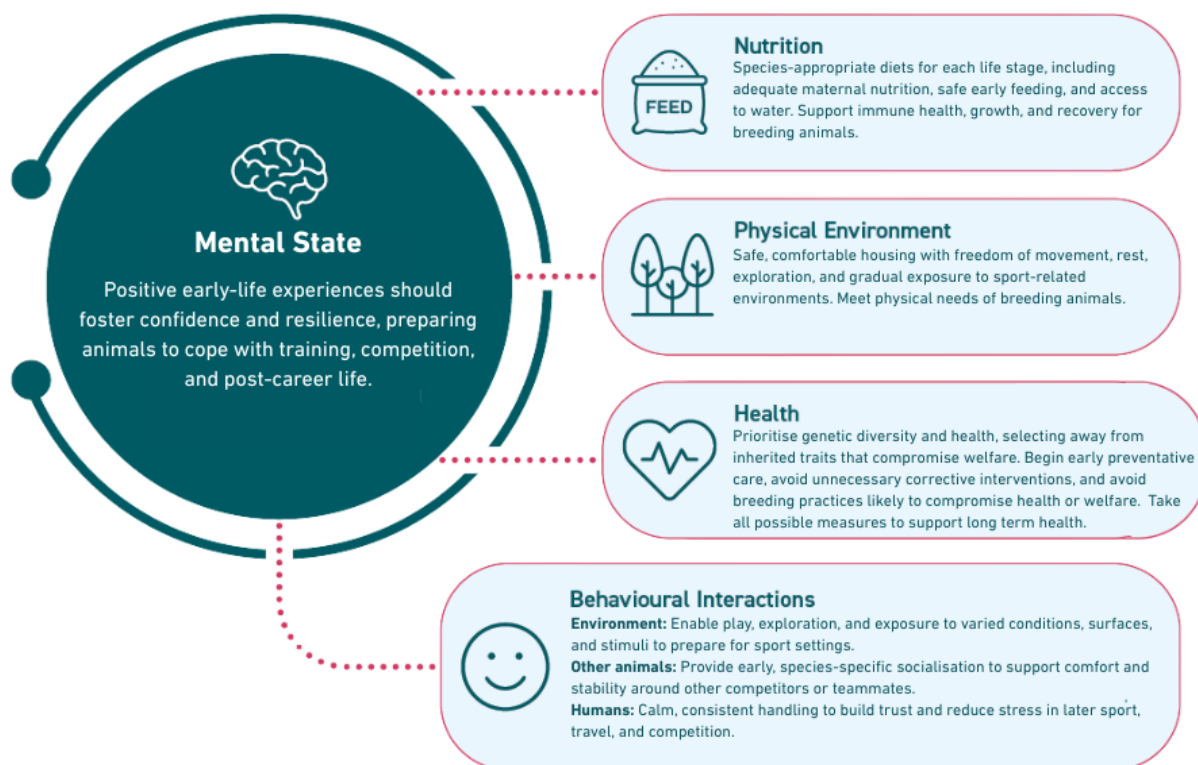 Mental State
Positive early-life experiences should
foster confidence and resilience, preparing
animals to cope with training, competition,
and post-career life.
FEED
Nutrition
Species-appropriate diets for each life stage, including
adequate maternal nutrition, safe early feeding, and access
to water. Support immune health, growth, and recovery for
breeding animals.
Physical Environment
Safe, comfortable housing with freedom of movement, rest,
exploration, and gradual exposure to sport-related
environments. Meet physical needs of breeding animals.
Health
Prioritise genetic diversity and health, selecting away from
inherited traits that compromise welfare. Begin early preventative
care, avoid unnecessary corrective interventions, and avoid
breeding practices likely to compromise health or welfare. Take
all possible measures to support long term health.
Behavioural Interactions
Environment: Enable play, exploration, and exposure to varied conditions, surfaces,
and stimuli to prepare for sport settings.
Other animals: Provide early, species-specific socialisation to support comfort and
stability around other competitors or teammates.
Humans: Calm, consistent handling to build trust and reduce stress in later sport,
travel, and competition.